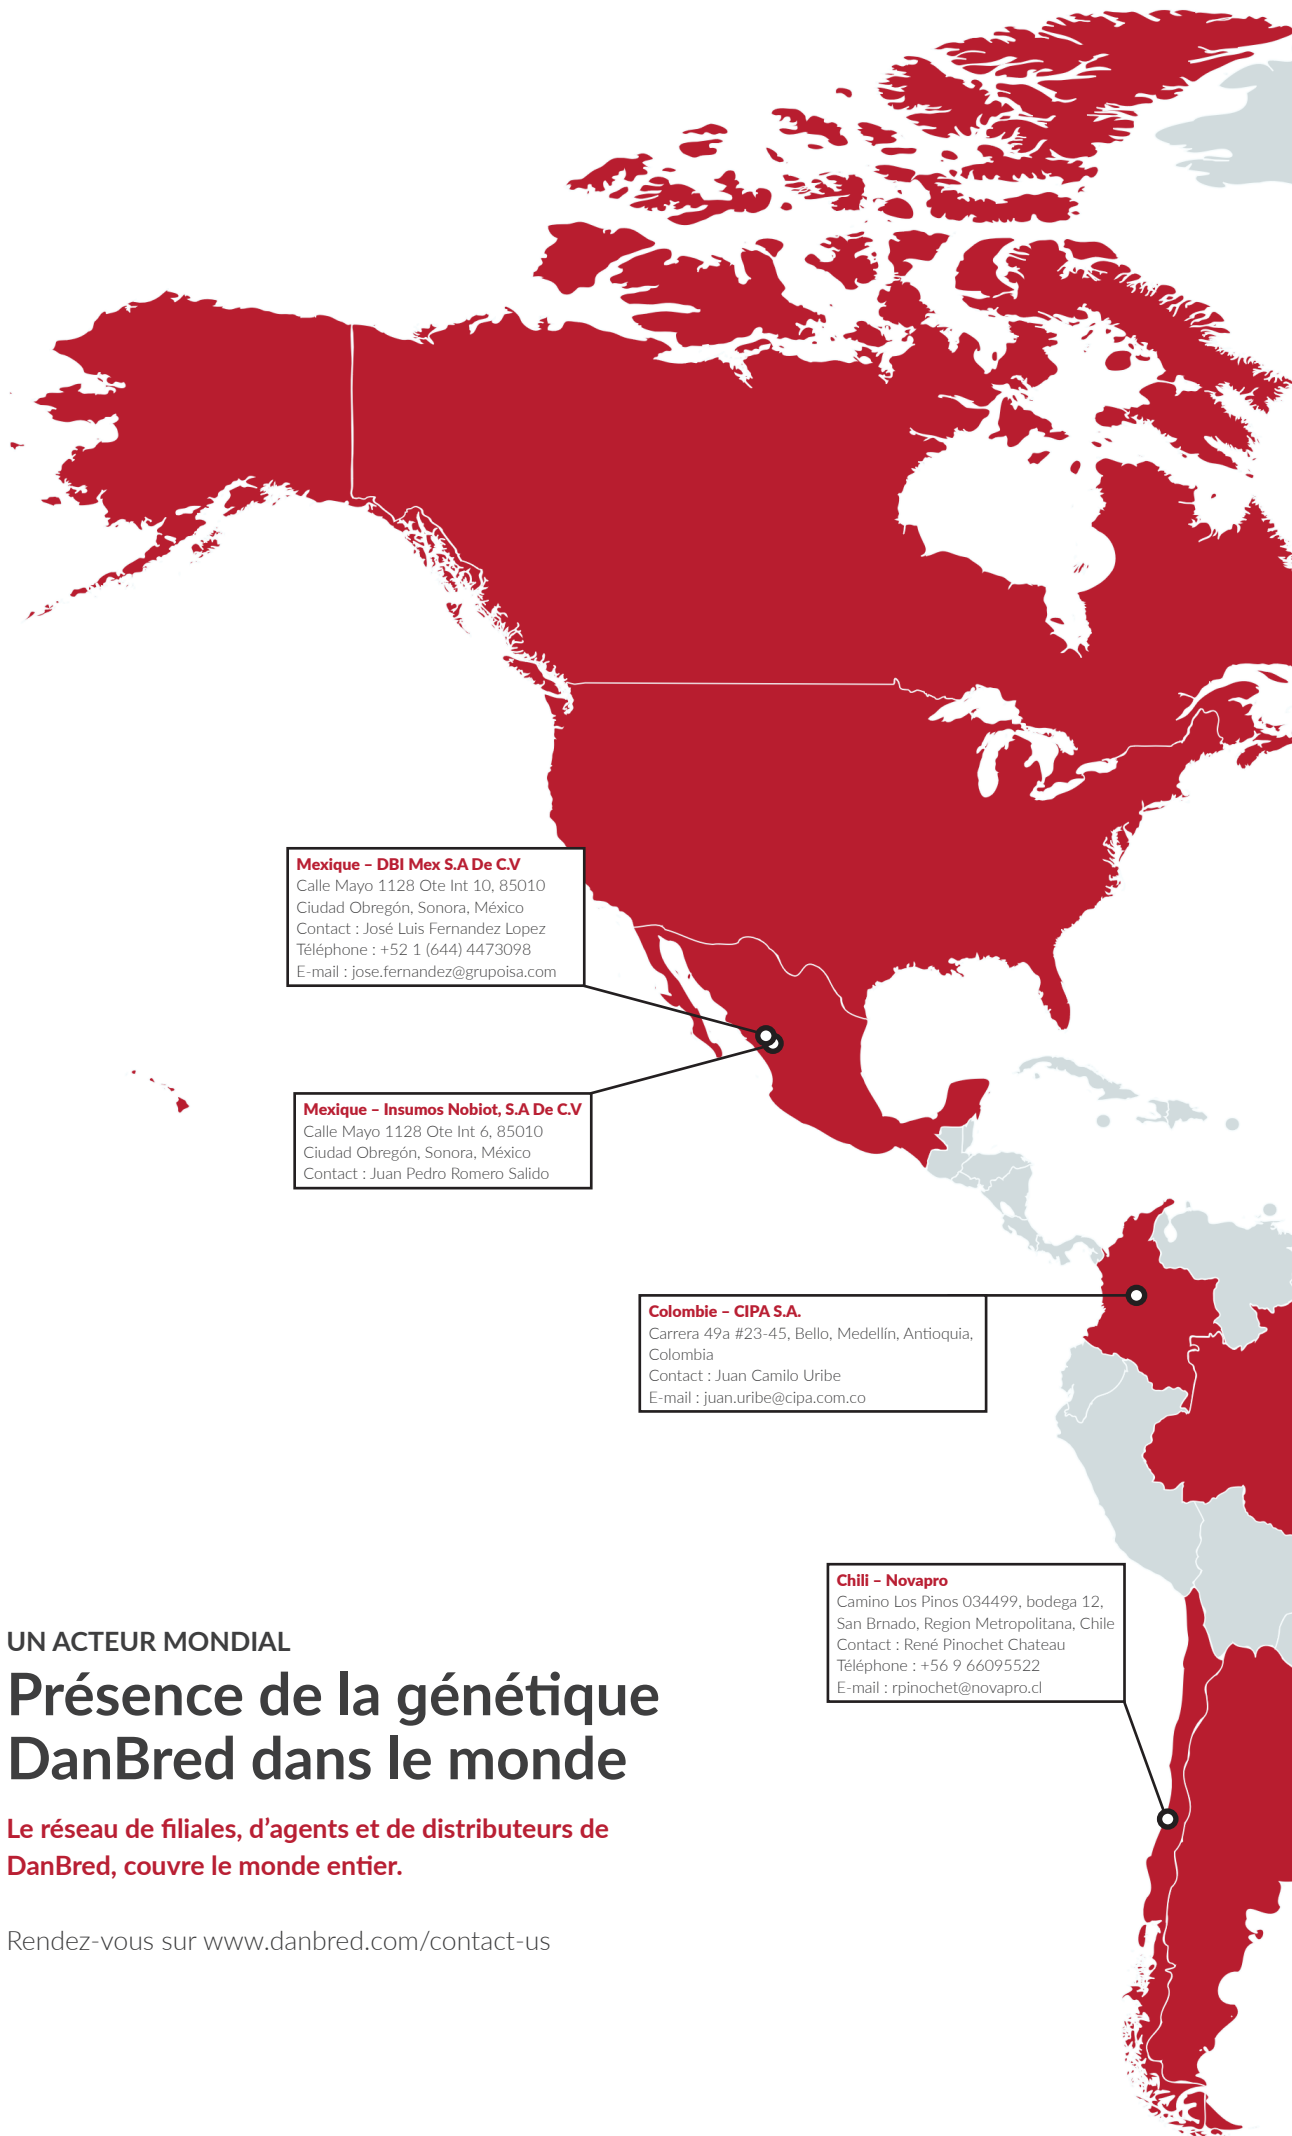 Mexique – DBI Mex S.A De C.V
Calle Mayo 1128 Ote Int 10, 85010
Ciudad Obregón, Sonora, México
Contact : José Luis Fernandez Lopez
Téléphone : +52 1 (644) 4473098
E-mail : jose.fernandez@grupoisa.com
Mexique – Insumos Nobiot, S.A De C.V
Calle Mayo 1128 Ote Int 6, 85010
Ciudad Obregón, Sonora, México
Contact : Juan Pedro Romero Salido
Colombie – CIPA S.A.
Carrera 49a #23-45, Bello, Medellín, Antioquia,
Colombia
Contact : Juan Camilo Uribe
E-mail : juan.uribe@cipa.com.co
Chili – Novapro
Camino Los Pinos 034499, bodega 12,
San Brnado, Region Metropolitana, Chile
Contact : René Pinochet Chateau
Téléphone : +56 9 66095522
E-mail : rpinochet@novapro.cl
UN ACTEUR MONDIAL
Présence de la génétique
DanBred dans le monde
Le réseau de filiales, d’agents et de distributeurs de
DanBred, couvre le monde entier.
Rendez-vous sur www.danbred.com/contact-us